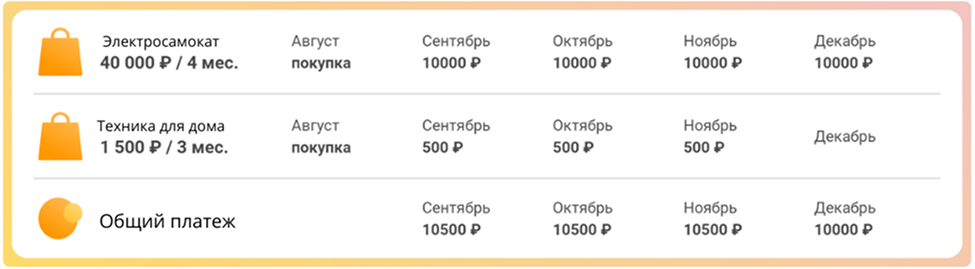 Электросамокат Август Сентябрь Октябрь Ноябрь Декабрь
40 000 ₽ / 4 мес. покупка 10000 ₽ 10000 ₽ 10000 ₽ 10000 ₽
Техника для дома Август Сентябрь Октябрь Ноябрь Декабрь
1 500 ₽ / 3 мес. покупка 500 ₽ 500 ₽ 500 ₽
Общий платеж Сентябрь Октябрь Ноябрь Декабрь
10500 ₽ 10500 ₽ 10500 ₽ 10000 ₽